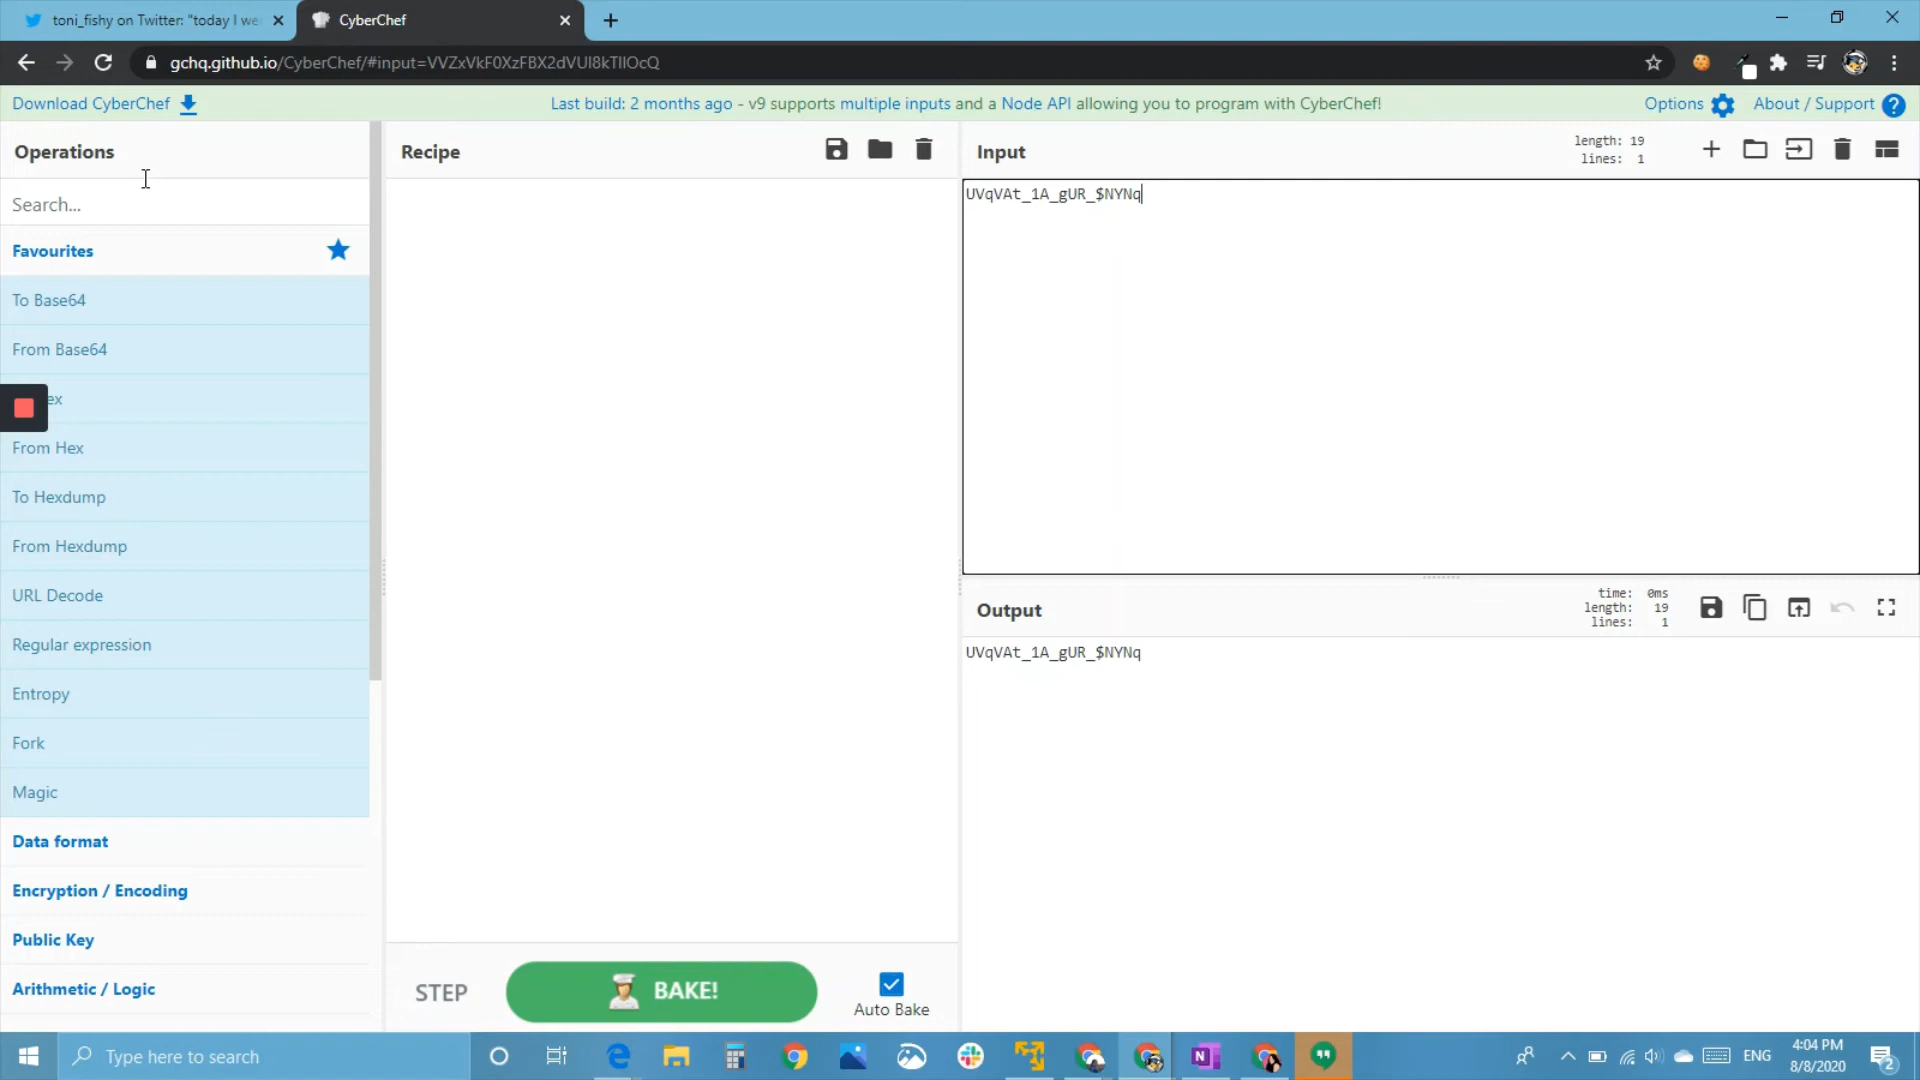 toni_fishy on Twitter: "today I we
CyberChef
gchq.github.io/CyberChef/#input=VVZxVkF0XzFBX2dVUl8kTllOcQ
Download CyberChef
Last build: 2 months ago - v9 supports multiple inputs and a Node API allowing you to program with CyberChef!
Options
About / Support
Operations
Recipe
Input
length: 19
lines: 1
Search...
UVqVAt_1A_gUR_$NYNq
Favourites
To Base64
From Base64
ex
From Hex
To Hexdump
From Hexdump
URL Decode
Regular expression
Entropy
Fork
Magic
Data format
Encryption / Encoding
Public Key
Arithmetic / Logic
Output
time: 0ms
length: 19
lines: 1
UVqVAt_1A_gUR_$NYNq
STEP
BAKE!
Auto Bake
Type here to search
ENG
4:04 PM
8/8/2020
2